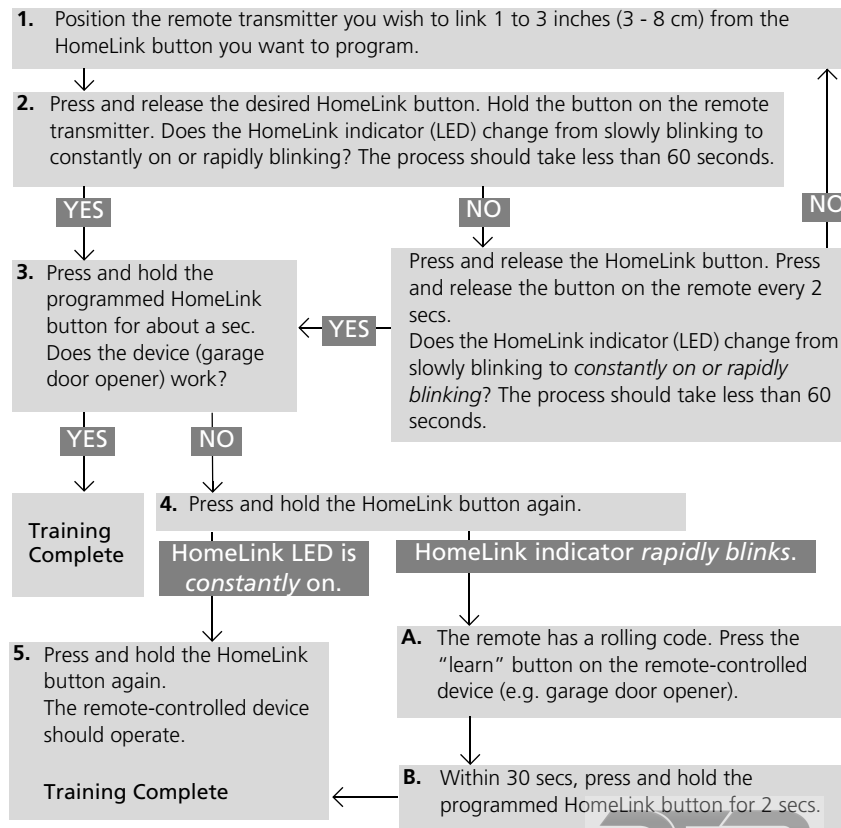 1. Position the remote transmitter you wish to link 1 to 3 inches (3 - 8 cm) from the
HomeLink button you want to program.
2. Press and release the desired HomeLink button. Hold the button on the remote
transmitter. Does the HomeLink indicator (LED) change from slowly blinking to
constantly on or rapidly blinking? The process should take less than 60 seconds.
YES
NO
NO
3. Press and hold the
programmed HomeLink
button for about a sec.
Does the device (garage
door opener) work?
YES
Press and release the HomeLink button. Press
and release the button on the remote every 2
secs.
Does the HomeLink indicator (LED) change from
slowly blinking to constantly on or rapidly
blinking? The process should take less than 60
seconds.
YES
NO
Training
Complete
4. Press and hold the HomeLink button again.
HomeLink LED is
constantly on.
HomeLink indicator rapidly blinks.
5. Press and hold the HomeLink
button again.
The remote-controlled device
should operate.
Training Complete
A. The remote has a rolling code. Press the
"learn" button on the remote-controlled
device (e.g. garage door opener).
B. Within 30 secs, press and hold the
programmed HomeLink button for 2 secs.